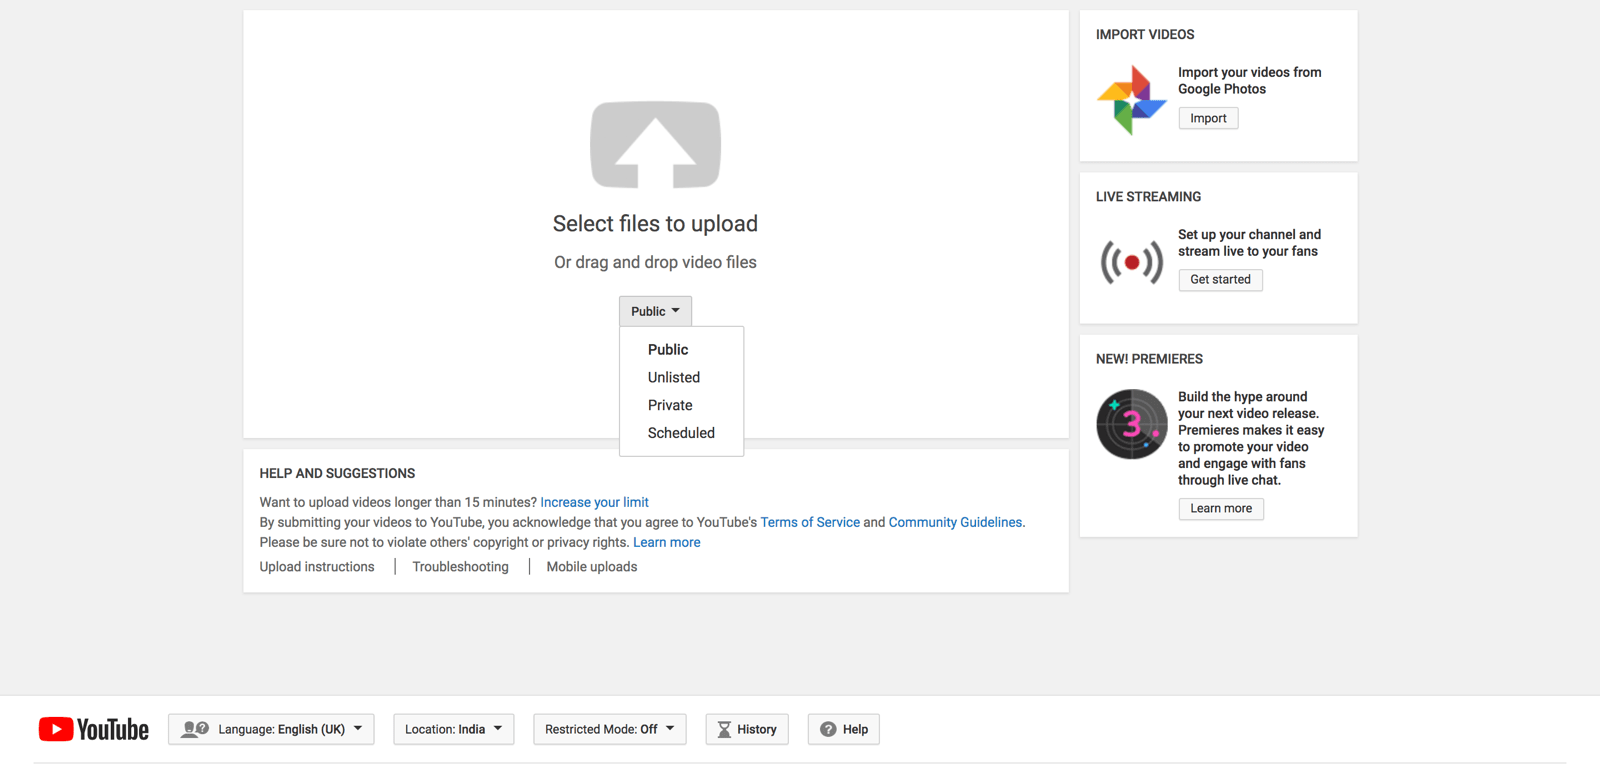 Select files to upload
Or drag and drop video files
Public
Public
Unlisted
Private
Scheduled
HELP AND SUGGESTIONS
Want to upload videos longer than 15 minutes? Increase your limit
By submitting your videos to YouTube, you acknowledge that you agree to YouTube's Terms of Service and Community Guidelines.
Please be sure not to violate others' copyright or privacy rights. Learn more
Upload instructions
Troubleshooting
Mobile uploads
IMPORT VIDEOS
Import your videos from
Google Photos
Import
LIVE STREAMING
Set up your channel and
stream live to your fans
Get started
NEW! PREMIERES
3
Build the hype around
your next video release.
Premieres makes it easy
to promote your video
and engage with fans
through live chat.
Learn more
YouTube
Language: English (UK)
Location: India
Restricted Mode: Off
History
Help